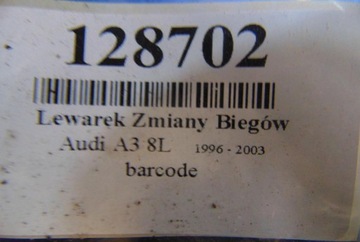 128702
Lewarek Zmiany Biegów
Audi A3 8L 1996 - 2003
barcode